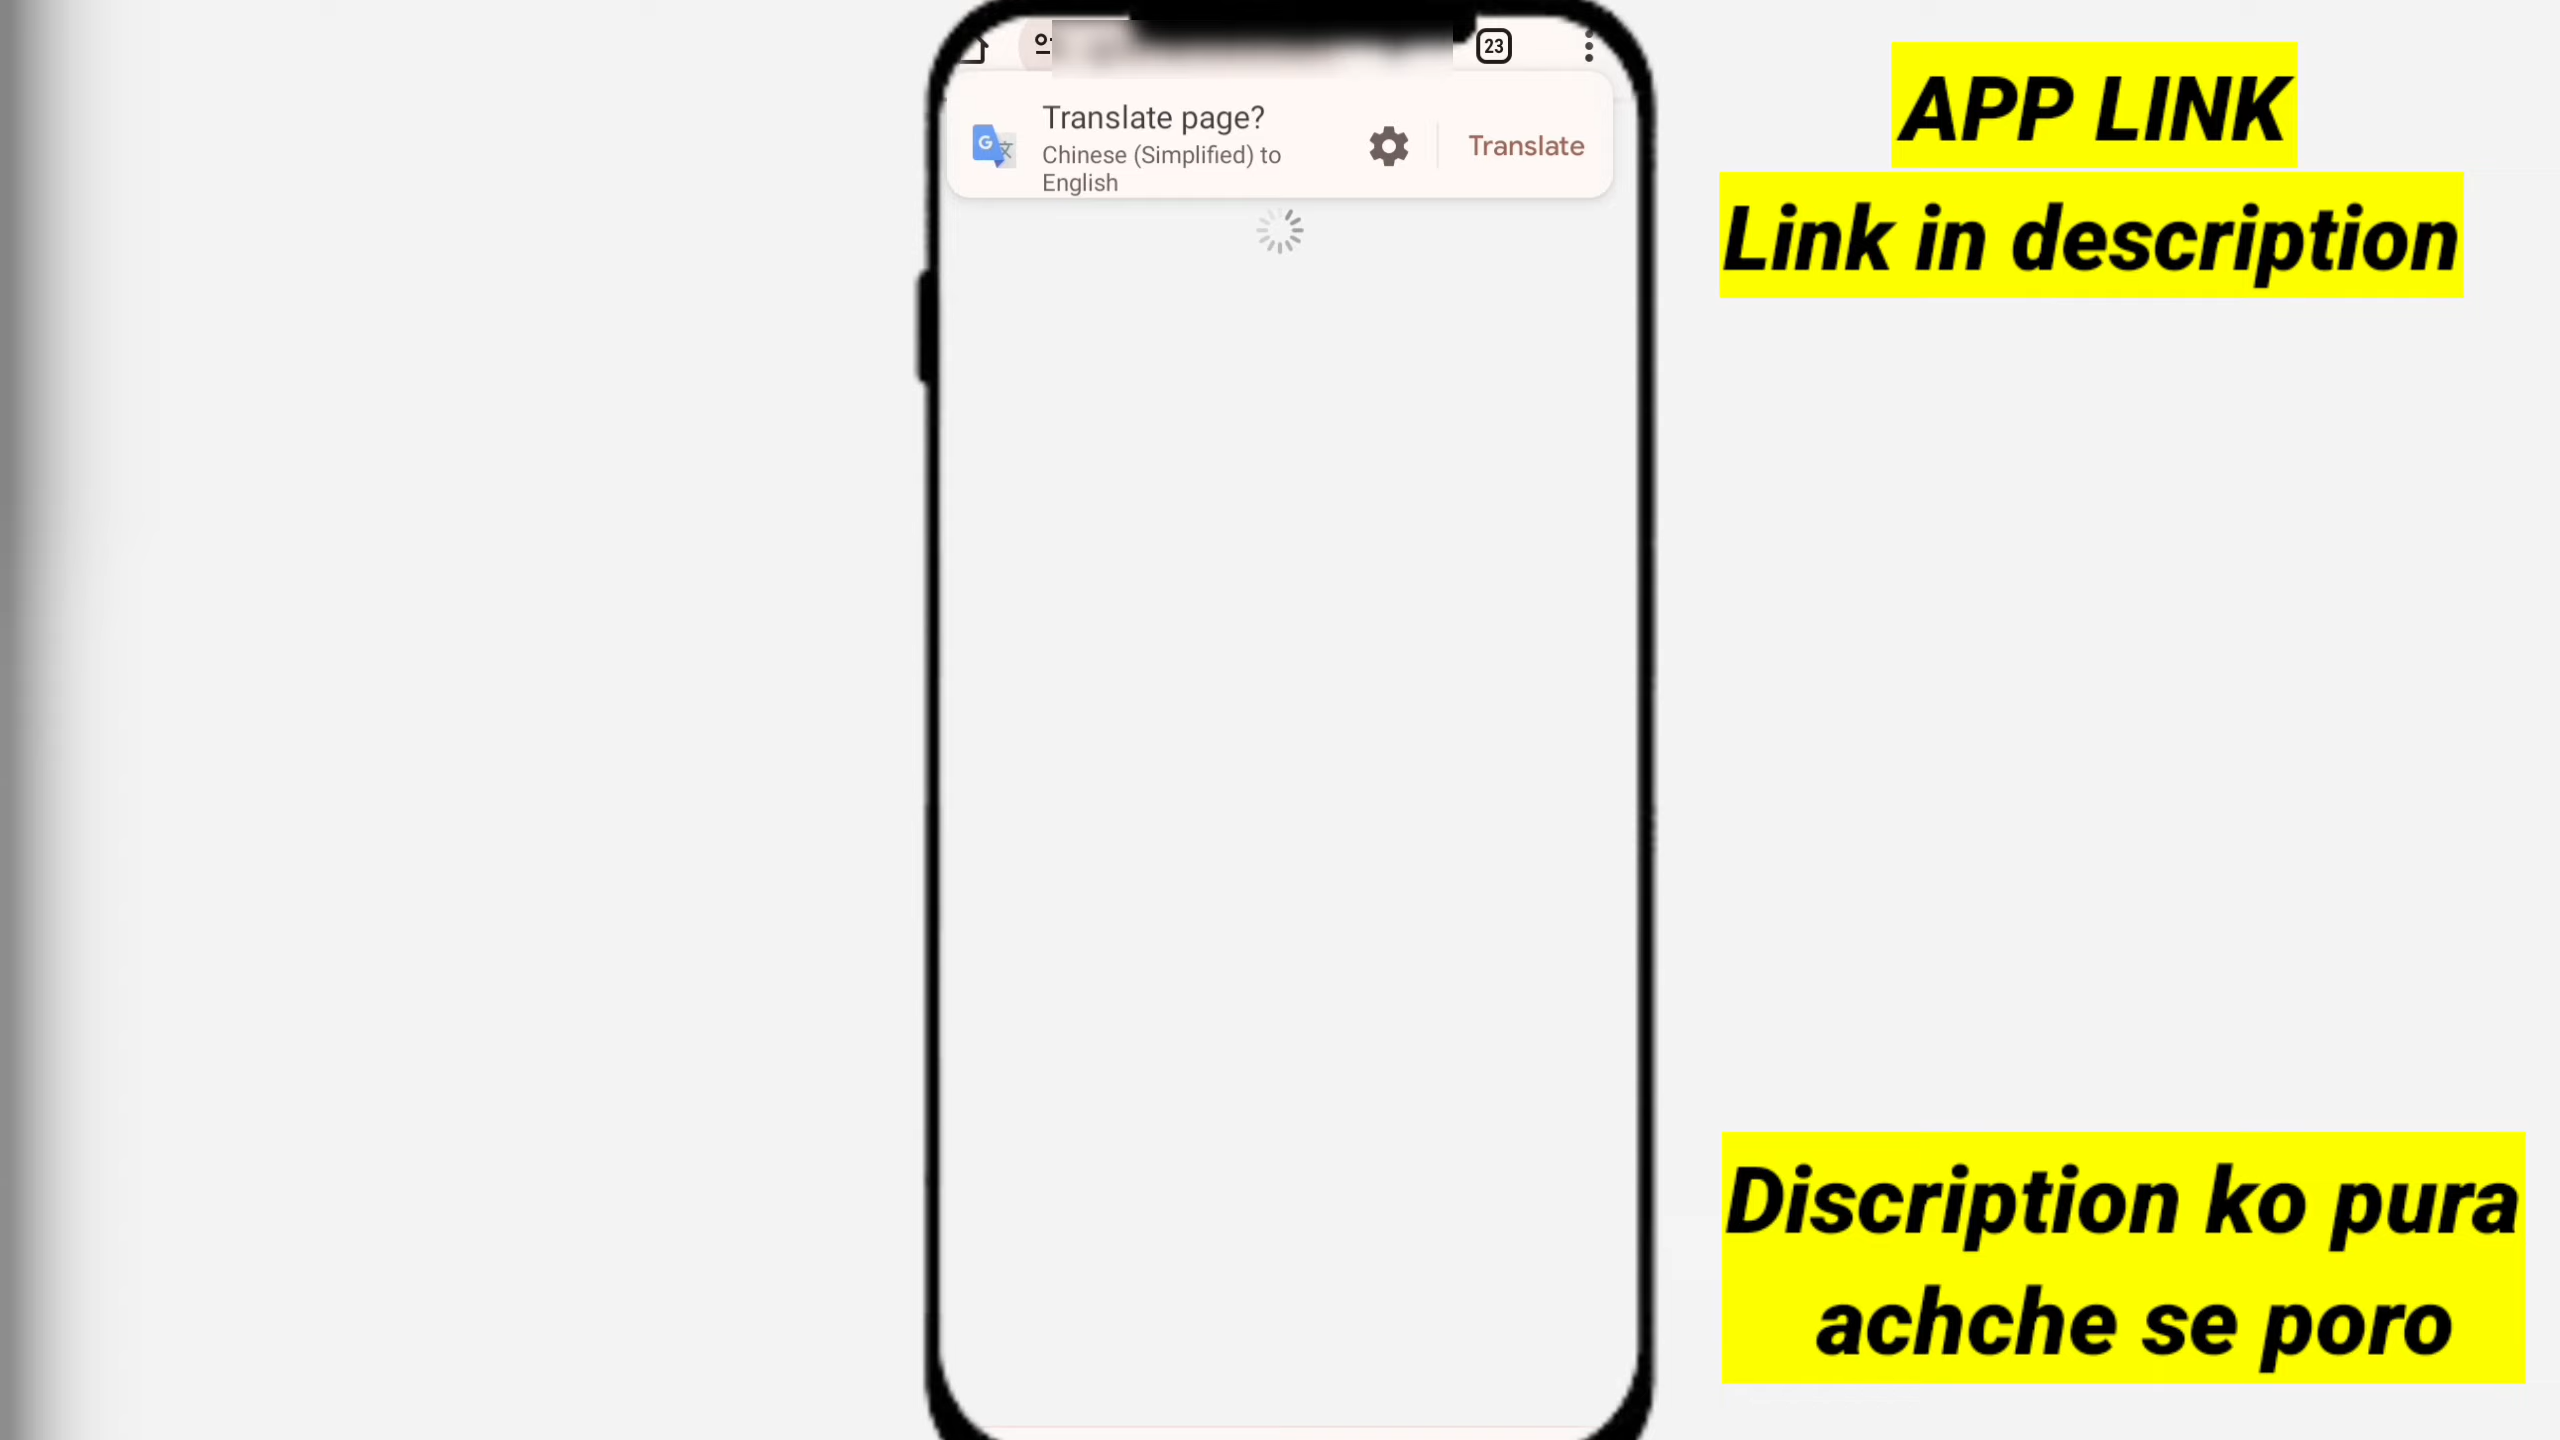 23
Translate page?
Chinese (Simplified) to
English
Translate
APP LINK
Link in description
Discription ko pura
achche se poro